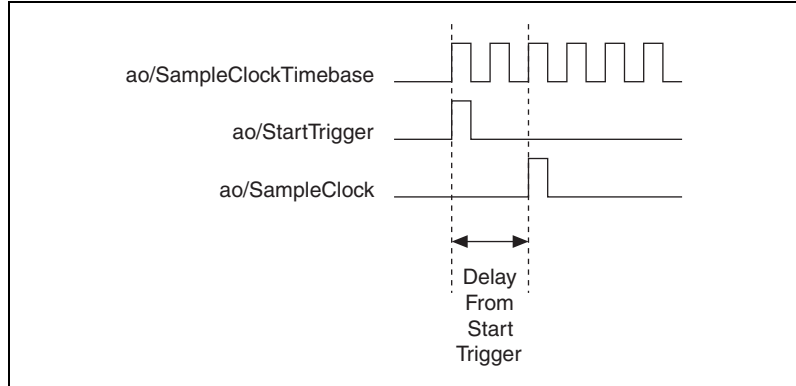 ao/SampleClockTimebase
ao/StartTrigger
ao/SampleClock
Delay
From
Start
Trigger